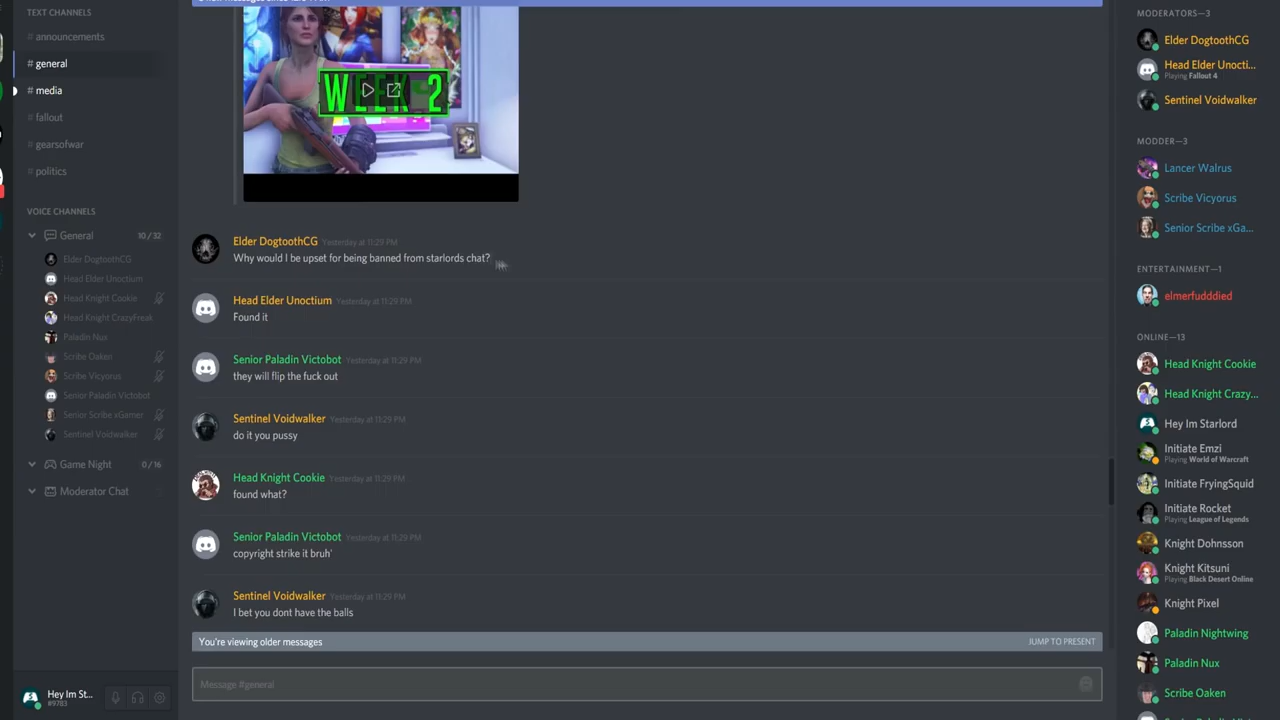 TEXT CHANNELS
# announcements
# general
# media
# fallout
# gearsofwar
# politics
VOICE CHANNELS
General 10/32
Elder DogtoothCG
Head Elder Unoctium
Head Knight Cookie
Head Knight CrazyFreak
Paladin Nux
Scribe Oaken
Scribe Vicyorus
Senior Paladin Victobot
Senior Scribe xGamer
Sentinel Voidwalker
Game Night 0/16
Moderator Chat
Hey Im St...
#9783
WEEK 2
Elder DogtoothCG Yesterday at 11:29 PM
Why would I be upset for being banned from starlords chat?
Head Elder Unoctium Yesterday at 11:29 PM
Found it
Senior Paladin Victobot Yesterday at 11:29 PM
they will flip the fuck out
Sentinel Voidwalker Yesterday at 11:29 PM
do it you pussy
Head Knight Cookie Yesterday at 11:29 PM
found what?
Senior Paladin Victobot Yesterday at 11:29 PM
copyright strike it bruh'
Sentinel Voidwalker Yesterday at 11:29 PM
I bet you dont have the balls
You're viewing older messages JUMP TO PRESENT
Message #general
MODERATORS—3
Elder DogtoothCG
Head Elder Unocti...
Playing Fallout 4
Sentinel Voidwalker
MODDER—3
Lancer Walrus
Scribe Vicyorus
Senior Scribe xGa...
ENTERTAINMENT—1
elmerfudddied
ONLINE—13
Head Knight Cookie
Head Knight Crazy...
Hey Im Starlord
Initiate Emzi
Playing World of Warcraft
Initiate FryingSquid
Initiate Rocket
Playing League of Legends
Knight Dohnsson
Knight Kitsuni
Playing Black Desert Online
Knight Pixel
Paladin Nightwing
Paladin Nux
Scribe Oaken